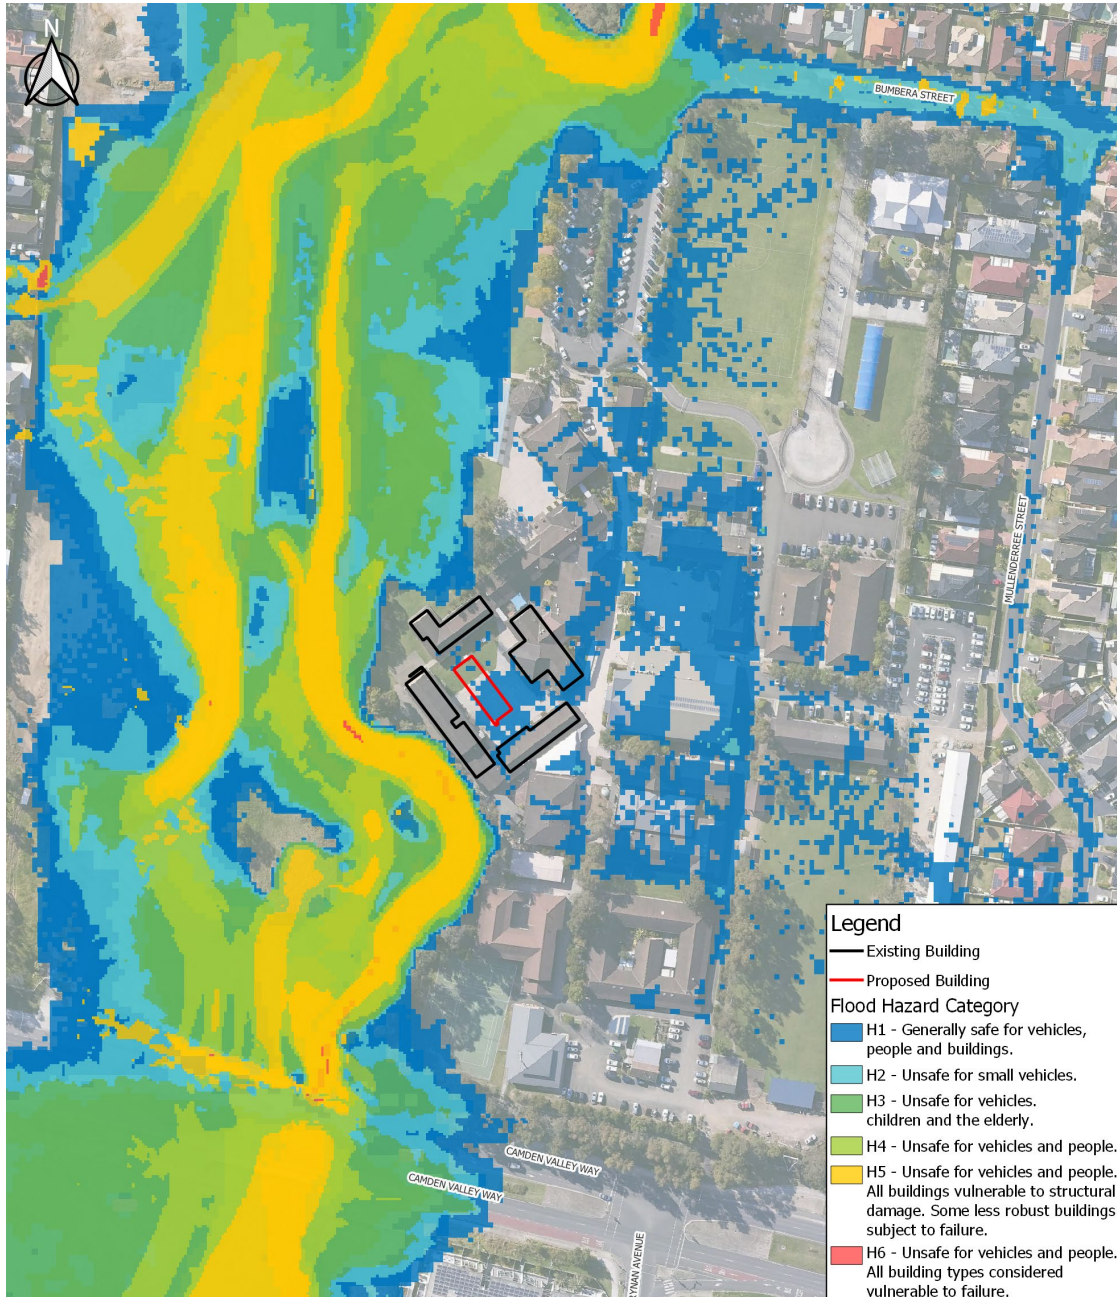 N
BUMBERA STREET
MULLENDERREE STREET
CAMDEN VALLEY WAY
CAMDEN VALLEY WAY
RYNAN AVENUE
Legend
Existing Building
Proposed Building
Flood Hazard Category
H1 - Generally safe for vehicles,
people and buildings.
H2 - Unsafe for small vehicles.
H3 - Unsafe for vehicles.
children and the elderly.
H4 - Unsafe for vehicles and people.
H5 - Unsafe for vehicles and people.
All buildings vulnerable to structural
damage. Some less robust buildings
subject to failure.
H6 - Unsafe for vehicles and people.
All building types considered
vulnerable to failure.